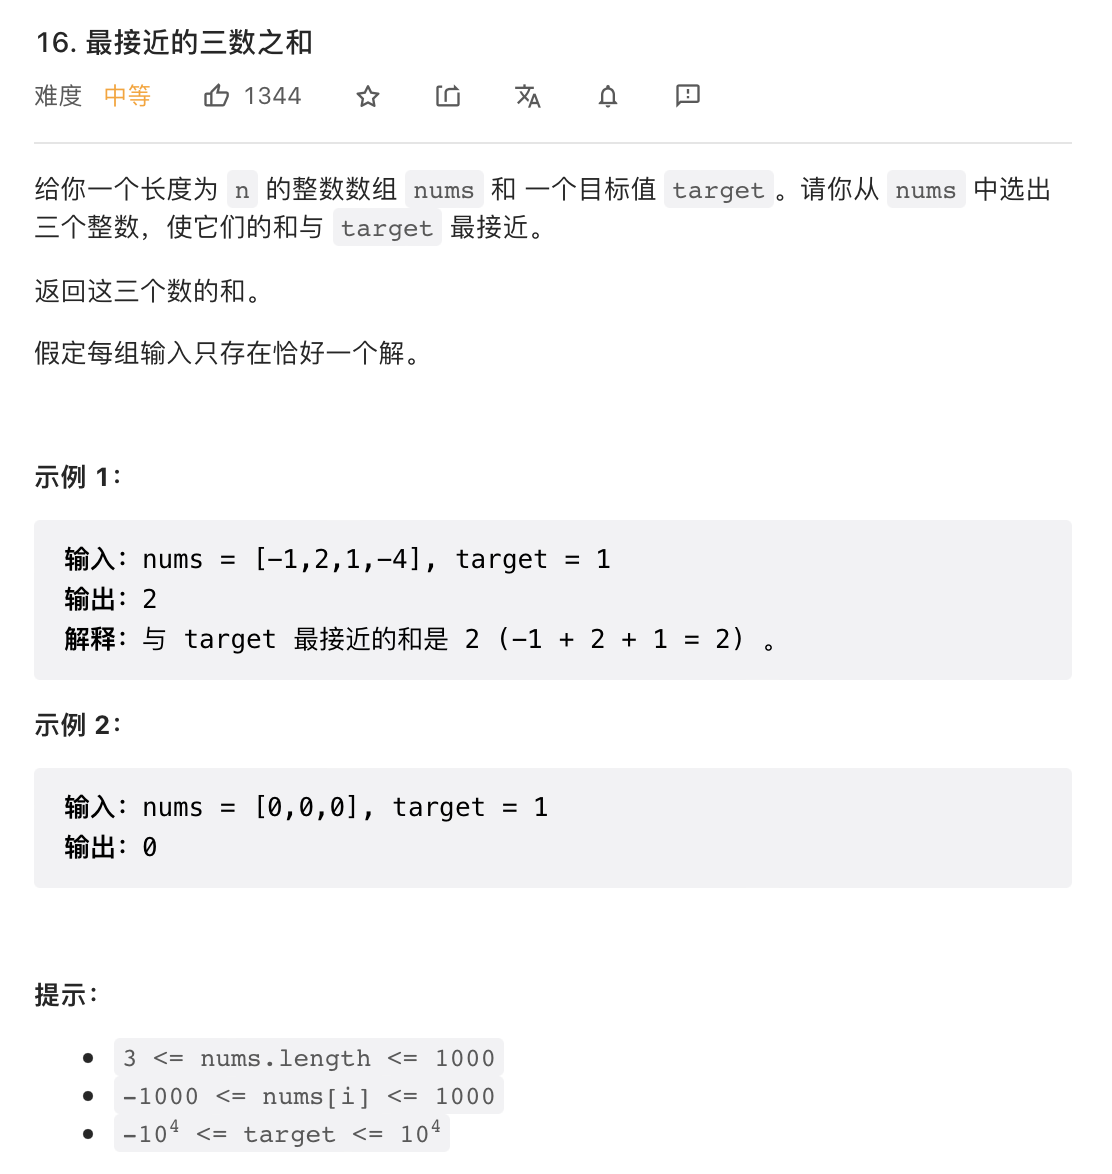 16. 最接近的三数之和
难度 中等 1344
给你一个长度为 n 的整数数组 nums 和 一个目标值 target 。请你从 nums 中选出
三个整数，使它们的和与 target 最接近。
返回这三个数的和。
假定每组输入只存在恰好一个解。
示例 1：
输入：nums = [-1,2,1,-4], target = 1
输出：2
解释：与 target 最接近的和是 2 (-1 + 2 + 1 = 2) 。
示例 2：
输入：nums = [0,0,0], target = 1
输出：0
提示：
3 <= nums.length <= 1000
-1000 <= nums[i] <= 1000
-10⁴ <= target <= 10⁴